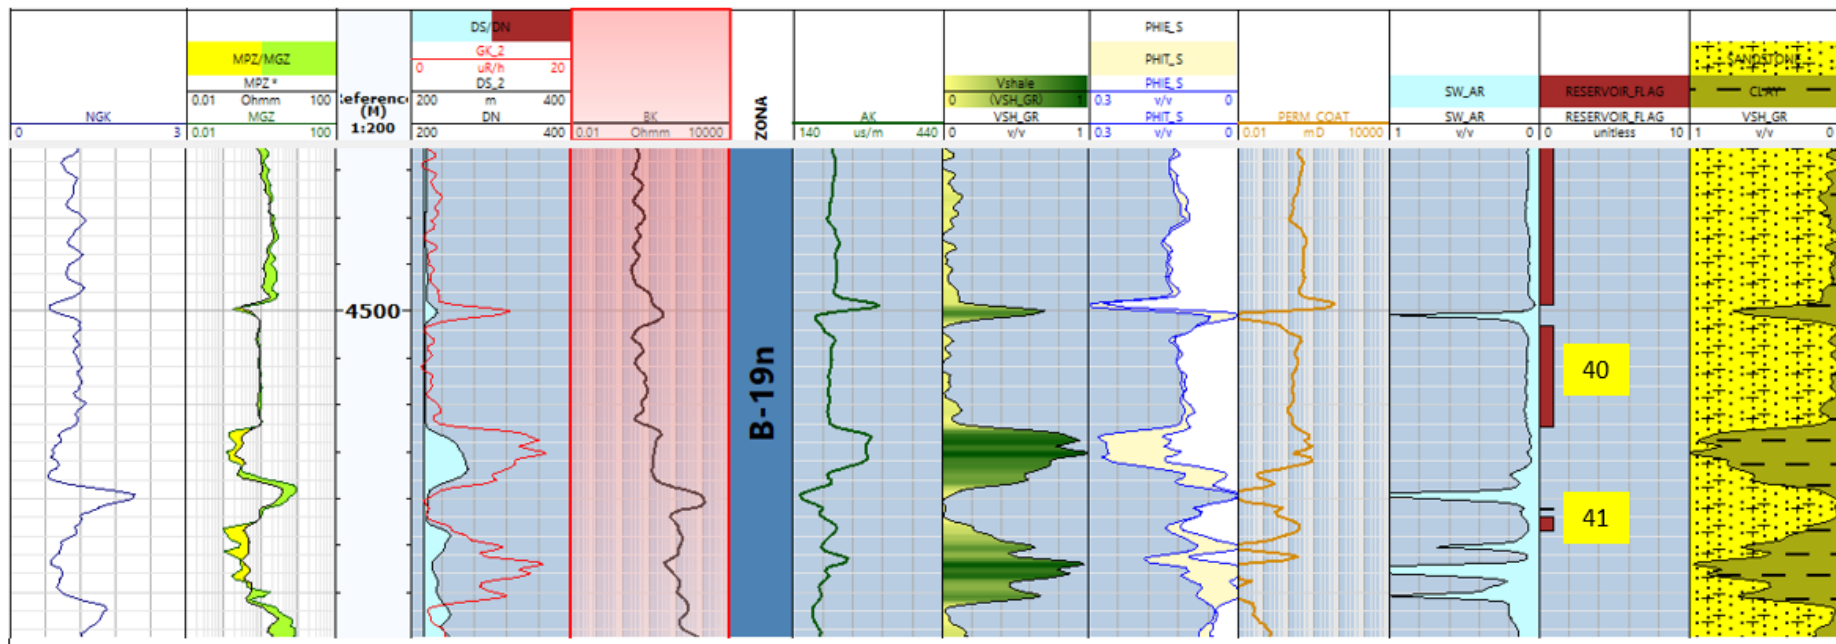 NGK
0 3
MPZ/MGZ
MPZ *
0.01 Ohmm 100
MGZ
0.01 100
eference
(M)
1:200
DS/DN
GK_2
0 uR/h 20
DS_2
200 m 400
DN
200 400
BK
0.01 Ohmm 10000
ZONA
AK
140 us/m 440
Vshale
0 (VSH_GR) 1
VSH_GR
0 v/v 1
PHIE_S
PHIT_S
PHIE_S
0.3 v/v 0
PHIT_S
0.3 v/v 0
PERM_COAT
0.01 mD 10000
SW_AR
SW_AR
1 v/v 0
RESERVOIR_FLAG
RESERVOIR_FLAG
0 unitless 10
SANDSTONE
CLAY
VSH_GR
1 v/v 0
4500
B-19n
40
41